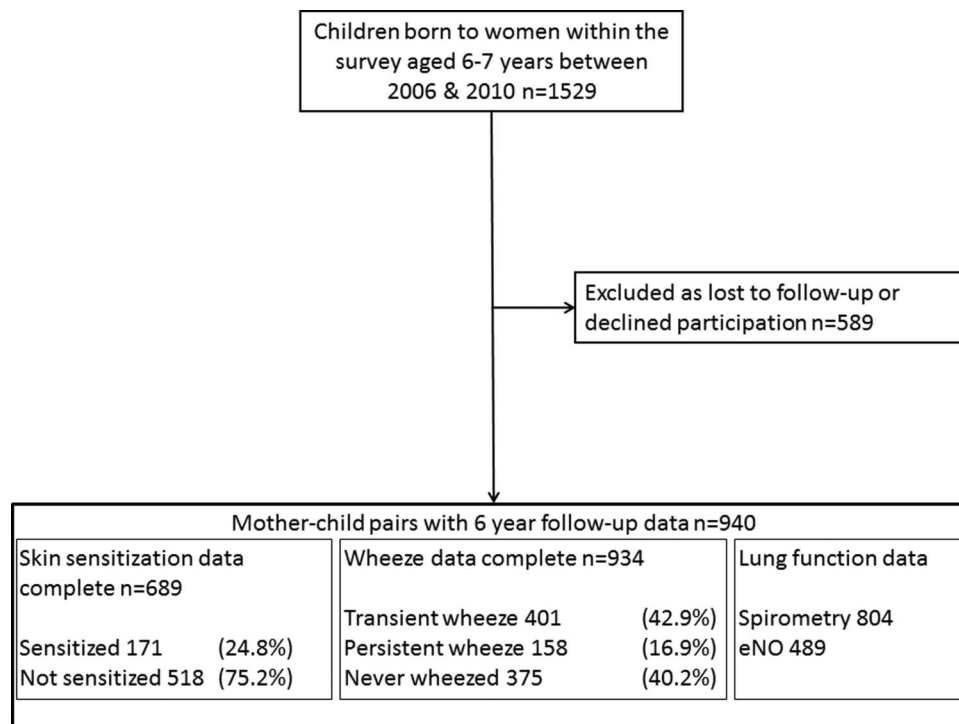 Children born to women within the
survey aged 6-7 years between
2006 & 2010 n=1529
Excluded as lost to follow-up or
declined participation n=589
Mother-child pairs with 6 year follow-up data n=940
Skin sensitization data
complete n=689
Sensitized 171 (24.8%)
Not sensitized 518 (75.2%)
Wheeze data complete n=934
Transient wheeze 401 (42.9%)
Persistent wheeze 158 (16.9%)
Never wheezed 375 (40.2%)
Lung function data
Spirometry 804
eNO 489